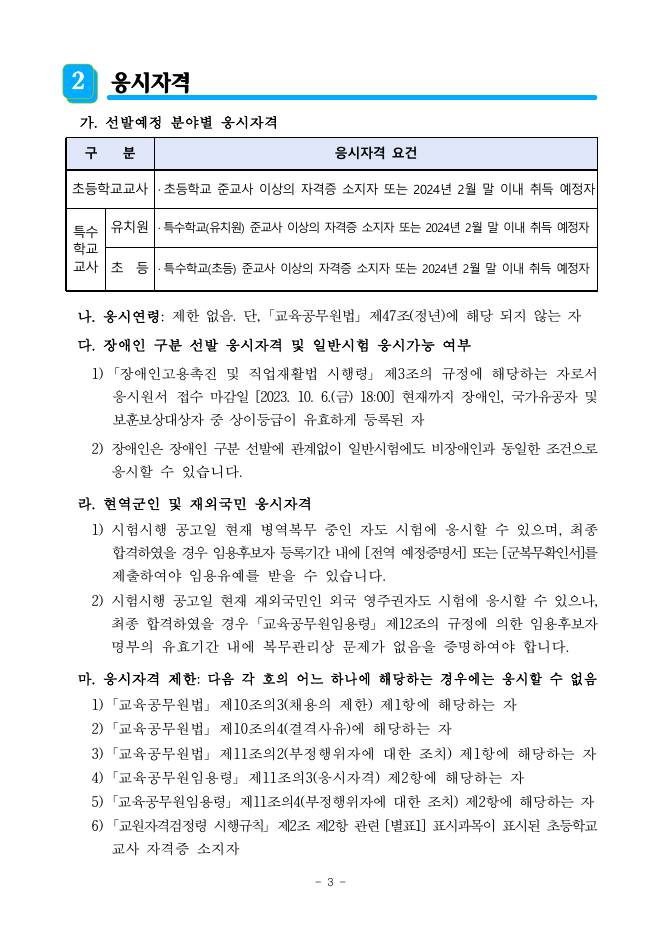 2 응시자격
가. 선발예정 분야별 응시자격
구 분 응시자격 요건
초등학교교사 · 초등학교 준교사 이상의 자격증 소지자 또는 2024년 2월 말 이내 취득 예정자
특수학교교사 유치원 · 특수학교(유치원) 준교사 이상의 자격증 소지자 또는 2024년 2월 말 이내 취득 예정자
초 등 · 특수학교(초등) 준교사 이상의 자격증 소지자 또는 2024년 2월 말 이내 취득 예정자
나. 응시연령: 제한 없음. 단,「교육공무원법」제47조(정년)에 해당 되지 않는 자
다. 장애인 구분 선발 응시자격 및 일반시험 응시가능 여부
1) 「장애인고용촉진 및 직업재활법 시행령」제3조의 규정에 해당하는 자로서
응시원서 접수 마감일 [2023. 10. 6.(금) 18:00] 현재까지 장애인, 국가유공자 및
보훈보상대상자 중 상이등급이 유효하게 등록된 자
2) 장애인은 장애인 구분 선발에 관계없이 일반시험에도 비장애인과 동일한 조건으로
응시할 수 있습니다.
라. 현역군인 및 재외국민 응시자격
1) 시험시행 공고일 현재 병역복무 중인 자도 시험에 응시할 수 있으며, 최종
합격하였을 경우 임용후보자 등록기간 내에 [전역 예정증명서] 또는 [군복무확인서]를
제출하여야 임용유예를 받을 수 있습니다.
2) 시험시행 공고일 현재 재외국민인 외국 영주권자도 시험에 응시할 수 있으나,
최종 합격하였을 경우「교육공무원임용령」제12조의 규정에 의한 임용후보자
명부의 유효기간 내에 복무관리상 문제가 없음을 증명하여야 합니다.
마. 응시자격 제한: 다음 각 호의 어느 하나에 해당하는 경우에는 응시할 수 없음
1)「교육공무원법」제10조의3(채용의 제한) 제1항에 해당하는 자
2)「교육공무원법」제10조의4(결격사유)에 해당하는 자
3)「교육공무원법」제11조의2(부정행위자에 대한 조치) 제1항에 해당하는 자
4)「교육공무원임용령」제11조의3(응시자격) 제2항에 해당하는 자
5)「교육공무원임용령」제11조의4(부정행위자에 대한 조치) 제2항에 해당하는 자
6)「교원자격검정령 시행규칙」제2조 제2항 관련 [별표1] 표시과목이 표시된 초등학교
교사 자격증 소지자
- 3 -